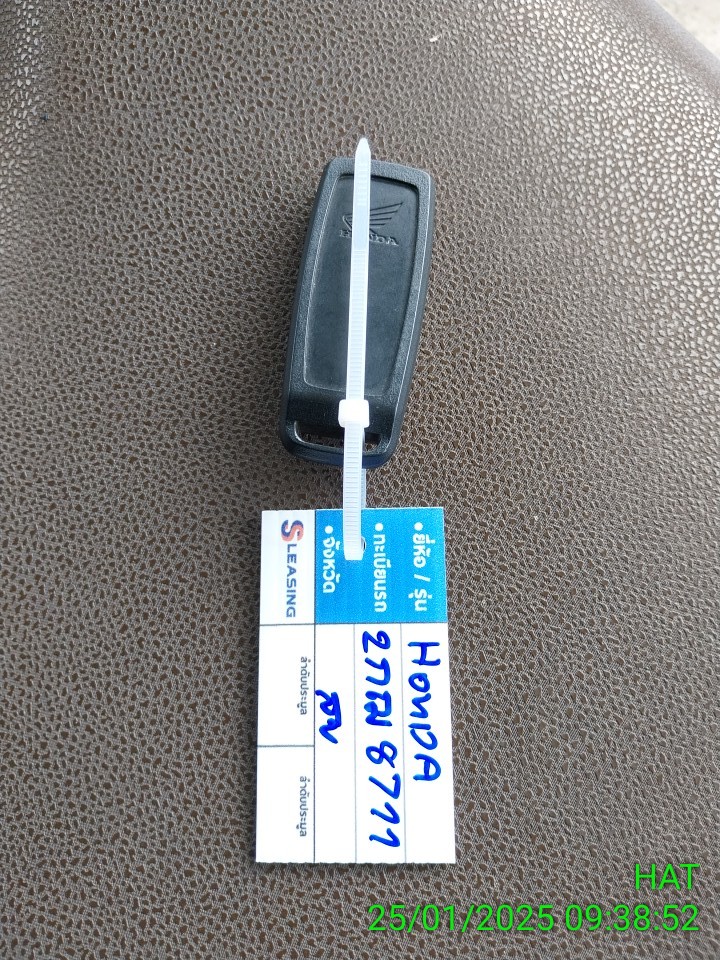 HONDA
• ยี่ห้อ / รุ่น HONDA
• ทะเบียนรถ 2กม 8711
• จังหวัด
S LEASING
ลำดับประมูล
ลำดับประมูล
HAT
25/01/2025 09:38:52